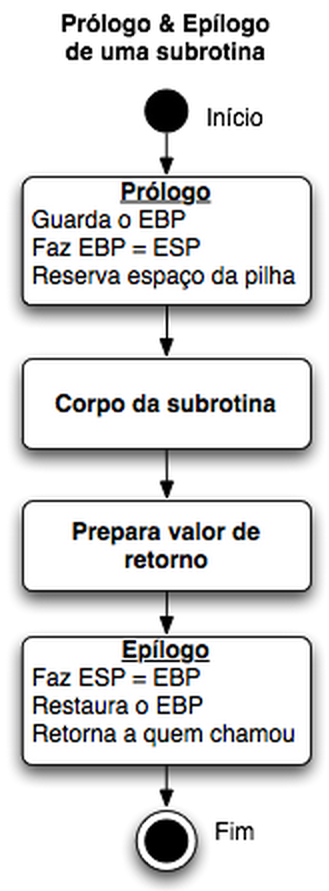 Prólogo & Epílogo
de uma subrotina
Início
Prólogo
Guarda o EBP
Faz EBP = ESP
Reserva espaço da pilha
Corpo da subrotina
Prepara valor de
retorno
Epílogo
Faz ESP = EBP
Restaura o EBP
Retorna a quem chamou
Fim